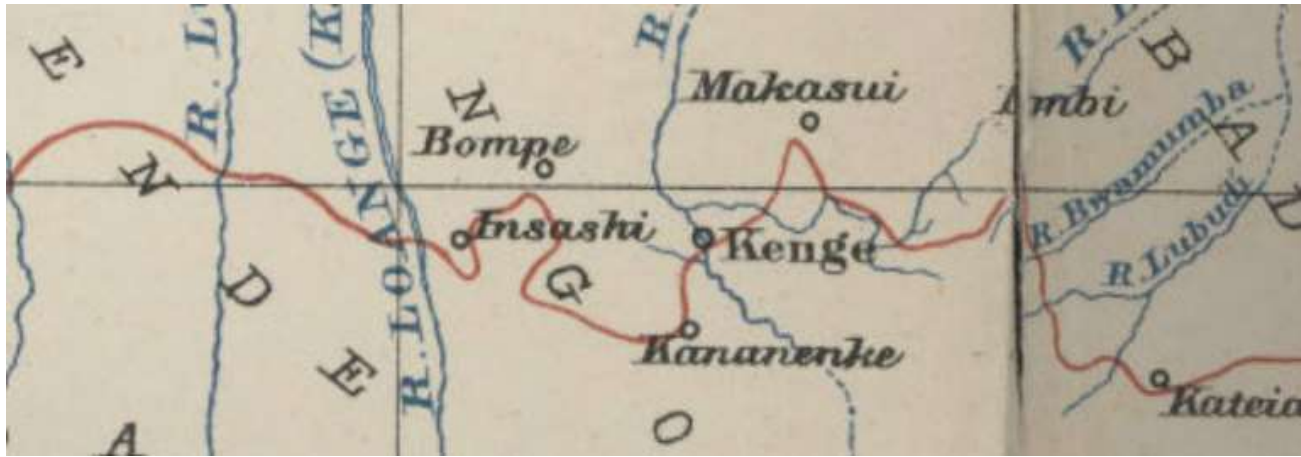 R. L
R. LOANGE (K
R
Makasui
Bompe
Insashi
Kenge
Kananenke
R. L
R. Bwamumba
R. Lubudi
Kateia
E
N
D
E
A
N
G
O
B
A
D